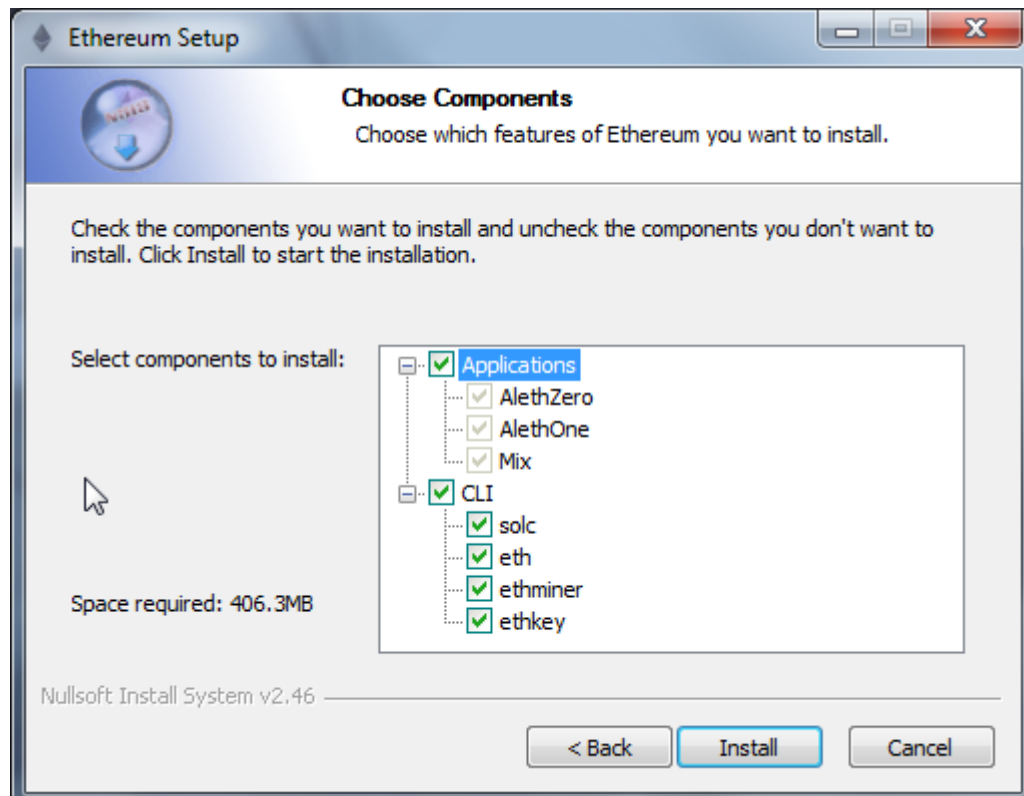 Ethereum Setup
Choose Components
Choose which features of Ethereum you want to install.
Check the components you want to install and uncheck the components you don't want to
install. Click Install to start the installation.
Select components to install:
Applications
AlethZero
AlethOne
Mix
CLI
solc
eth
ethminer
ethkey
Space required: 406.3MB
Nullsoft Install System v2.46
< Back
Install
Cancel